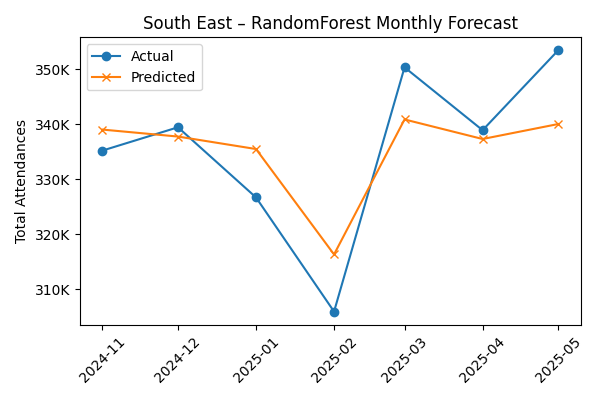 South East – RandomForest Monthly Forecast
Actual
Predicted
Total Attendances
350K
340K
330K
320K
310K
2024-11
2024-12
2025-01
2025-02
2025-03
2025-04
2025-05